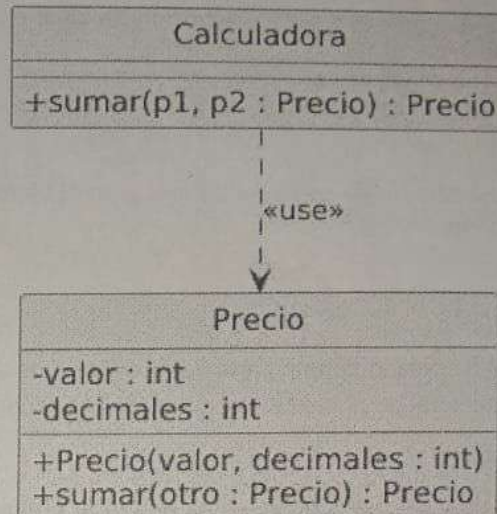 Calculadora
+sumar(p1, p2 : Precio) : Precio
«use»
Precio
-valor : int
-decimales : int
+Precio(valor, decimales : int)
+sumar(otro : Precio) : Precio